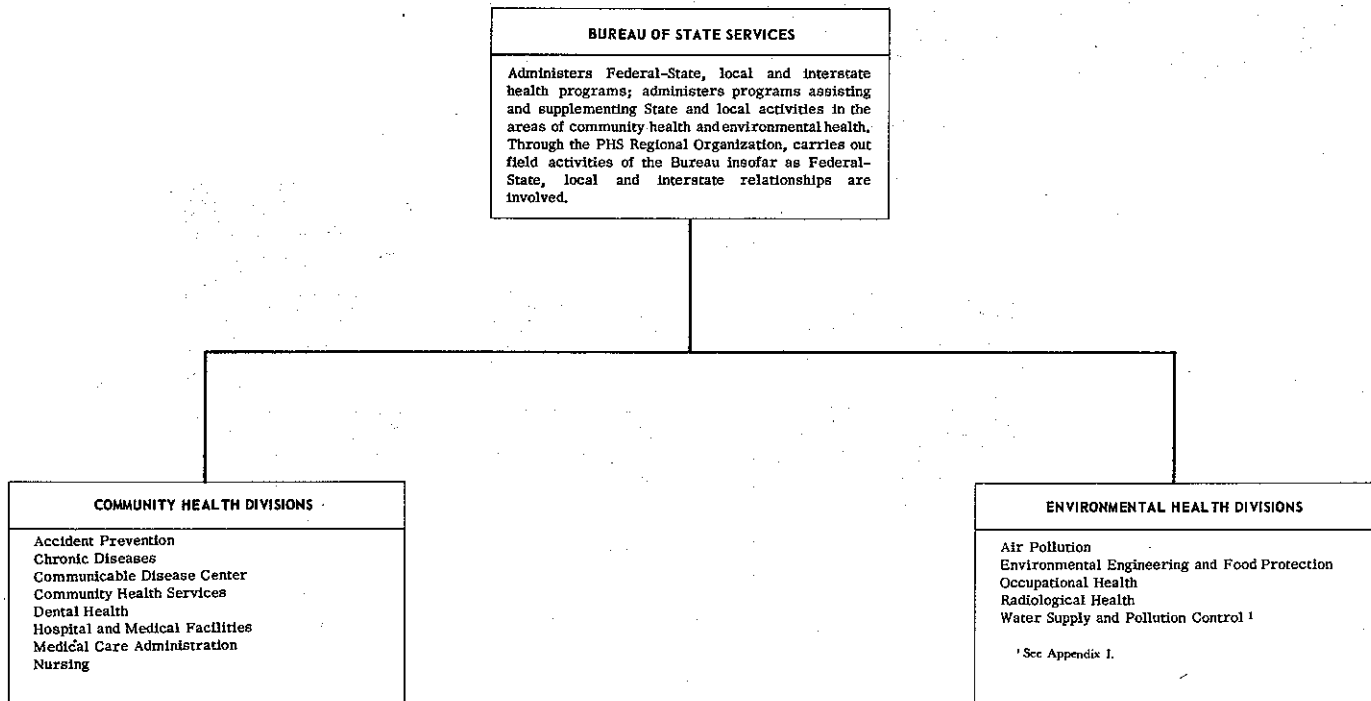 BUREAU OF STATE SERVICES
Administers Federal-State, local and interstate
health programs; administers programs assisting
and supplementing State and local activities in the
areas of community health and environmental health.
Through the PHS Regional Organization, carries out
field activities of the Bureau insofar as Federal-
State, local and interstate relationships are
involved.
COMMUNITY HEALTH DIVISIONS
Accident Prevention
Chronic Diseases
Communicable Disease Center
Community Health Services
Dental Health
Hospital and Medical Facilities
Medical Care Administration
Nursing
ENVIRONMENTAL HEALTH DIVISIONS
Air Pollution
Environmental Engineering and Food Protection
Occupational Health
Radiological Health
Water Supply and Pollution Control ¹
¹ See Appendix I.